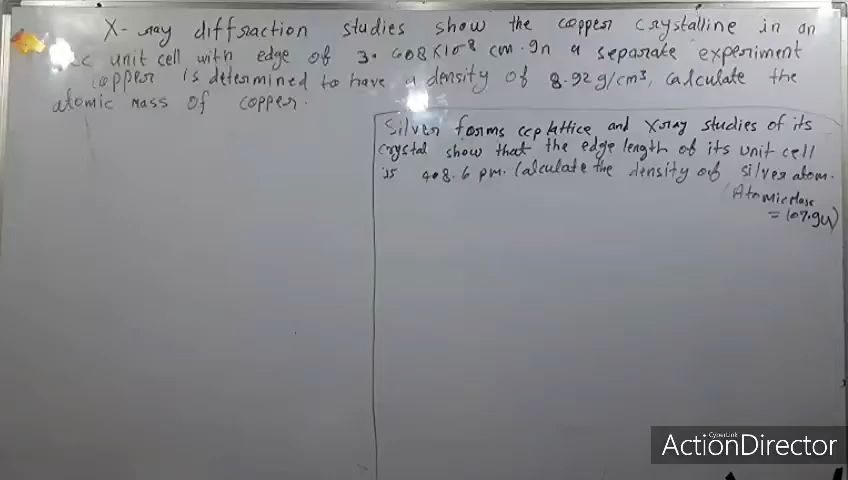 X-ray diffraction studies show the copper crystalline in an
cc unit cell with edge of 3.608X10⁻⁸ cm. In a separate experiment
copper is determined to have a density of 8.92 g/cm³, calculate the
atomic mass of copper.
Silver forms ccp lattice and X-ray studies of its
crystal show that the edge length of its unit cell
is 408.6 pm. Calculate the density of silver atom.
(Atomic Mass
= 107.9u)
CyberLink
ActionDirector